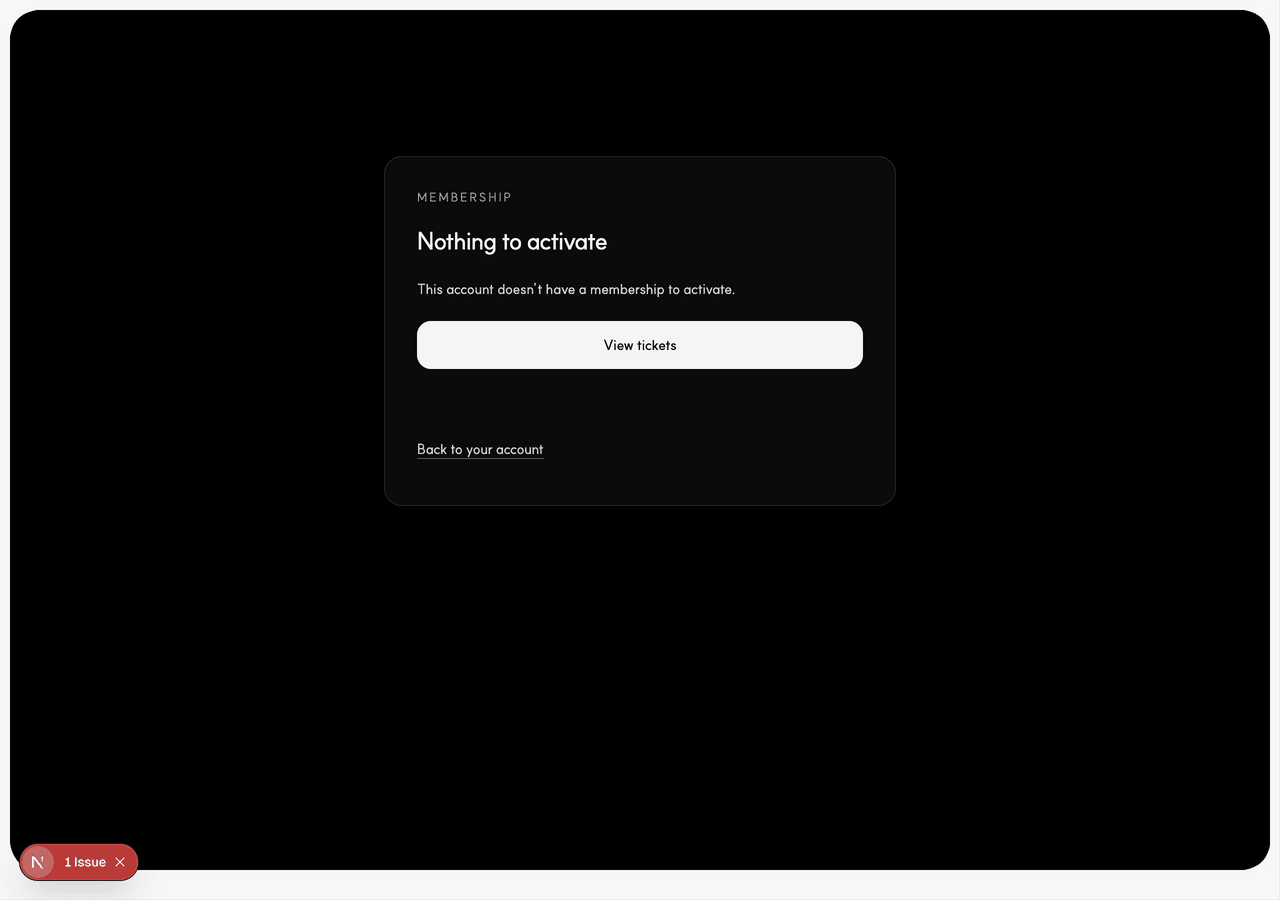 MEMBERSHIP
Nothing to activate
This account doesn't have a membership to activate.
View tickets
Back to your account
N 1 Issue